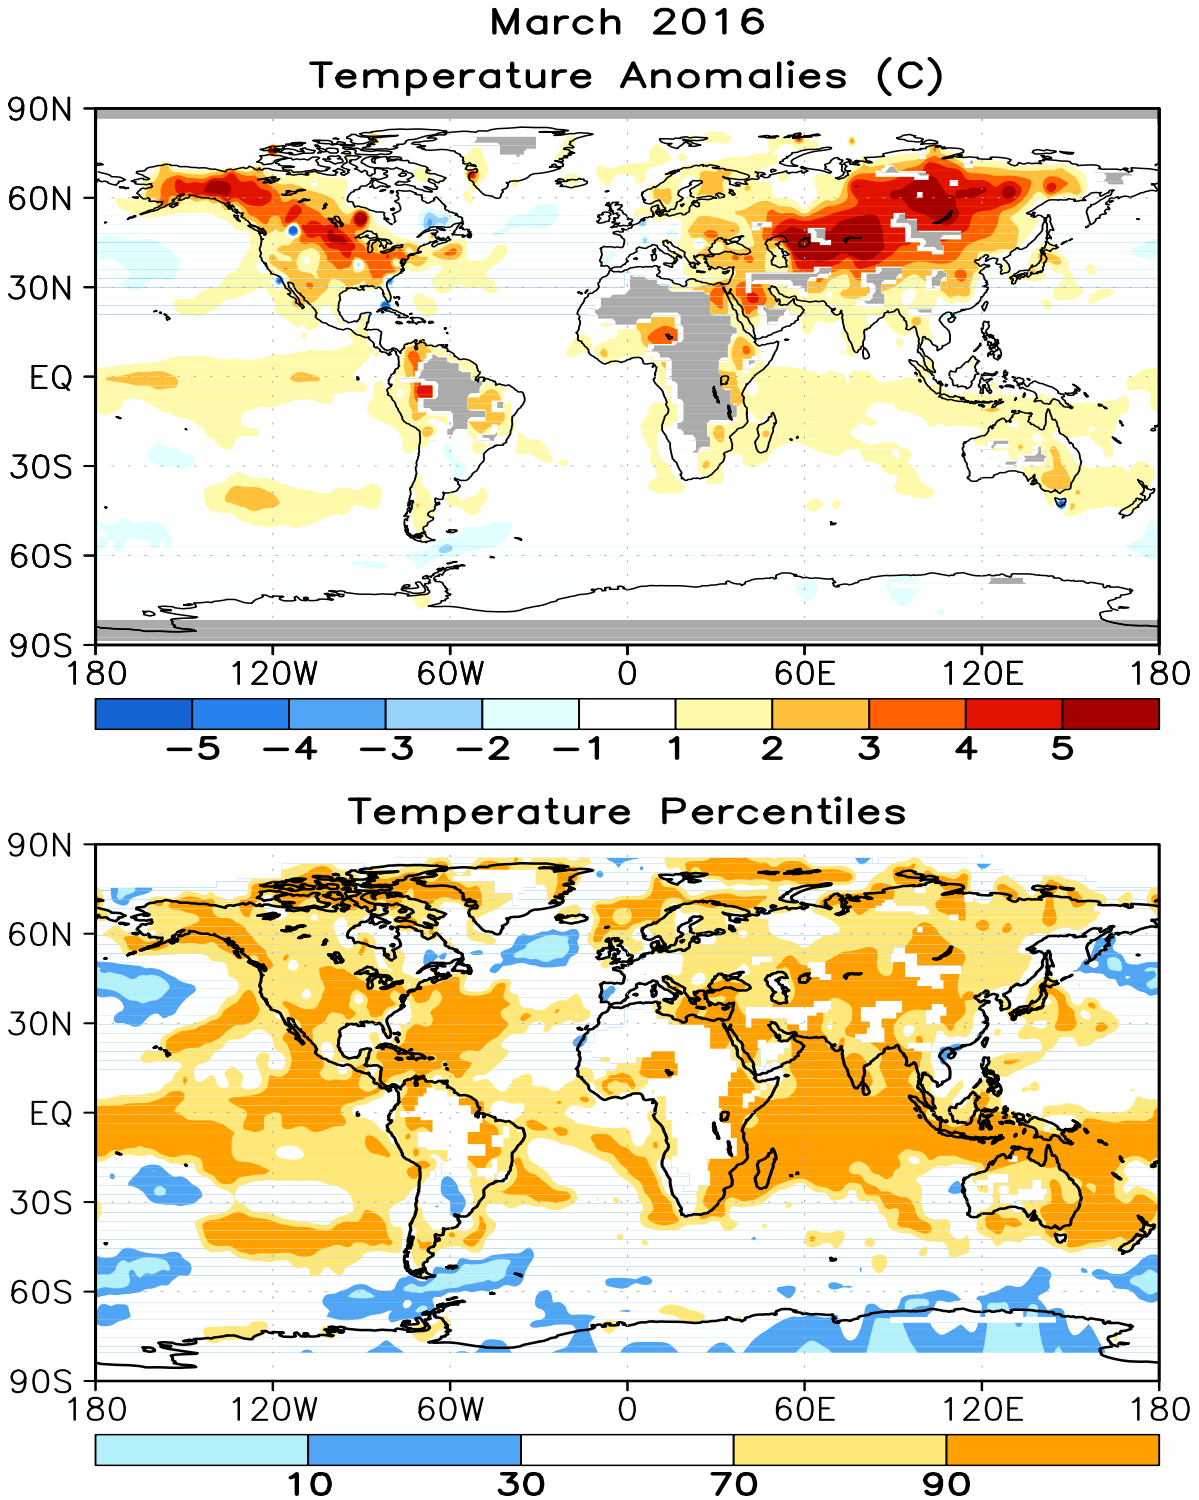 March 2016
Temperature Anomalies (C)
90N
60N
30N
EQ
30S
60S
90S
180 120W 60W 0 60E 120E 180
−5 −4 −3 −2 −1 1 2 3 4 5
Temperature Percentiles
90N
60N
30N
EQ
30S
60S
90S
180 120W 60W 0 60E 120E 180
10 30 70 90